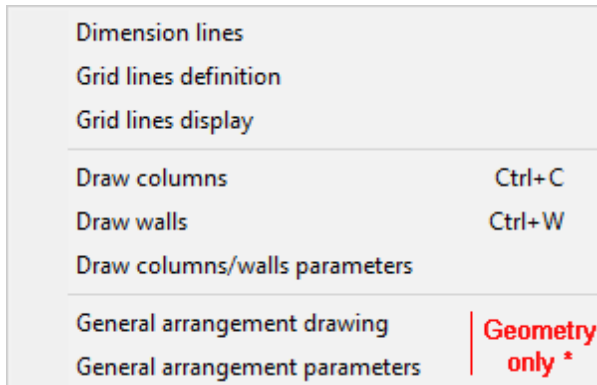 Dimension lines
Grid lines definition
Grid lines display
Draw columns Ctrl+C
Draw walls Ctrl+W
Draw columns/walls parameters
General arrangement drawing
General arrangement parameters
Geometry
only *